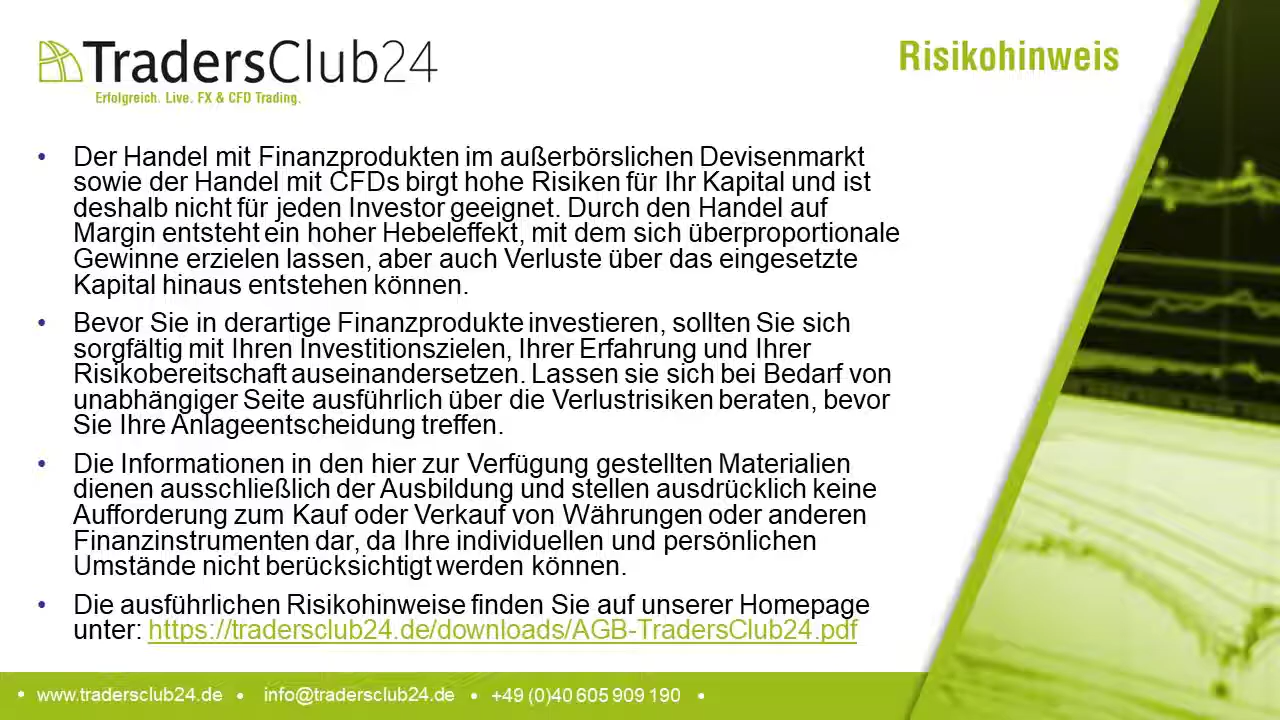 TradersClub24
Erfolgreich. Live. FX & CFD Trading.
Risikohinweis
• Der Handel mit Finanzprodukten im außerbörslichen Devisenmarkt
sowie der Handel mit CFDs birgt hohe Risiken für Ihr Kapital und ist
deshalb nicht für jeden Investor geeignet. Durch den Handel auf
Margin entsteht ein hoher Hebeleffekt, mit dem sich überproportionale
Gewinne erzielen lassen, aber auch Verluste über das eingesetzte
Kapital hinaus entstehen können.
• Bevor Sie in derartige Finanzprodukte investieren, sollten Sie sich
sorgfältig mit Ihren Investitionszielen, Ihrer Erfahrung und Ihrer
Risikobereitschaft auseinandersetzen. Lassen sie sich bei Bedarf von
unabhängiger Seite ausführlich über die Verlustrisiken beraten, bevor
Sie Ihre Anlageentscheidung treffen.
• Die Informationen in den hier zur Verfügung gestellten Materialien
dienen ausschließlich der Ausbildung und stellen ausdrücklich keine
Aufforderung zum Kauf oder Verkauf von Währungen oder anderen
Finanzinstrumenten dar, da Ihre individuellen und persönlichen
Umstände nicht berücksichtigt werden können.
• Die ausführlichen Risikohinweise finden Sie auf unserer Homepage
unter: https://tradersclub24.de/downloads/AGB-TradersClub24.pdf
• www.tradersclub24.de • info@tradersclub24.de • +49 (0)40 605 909 190 •